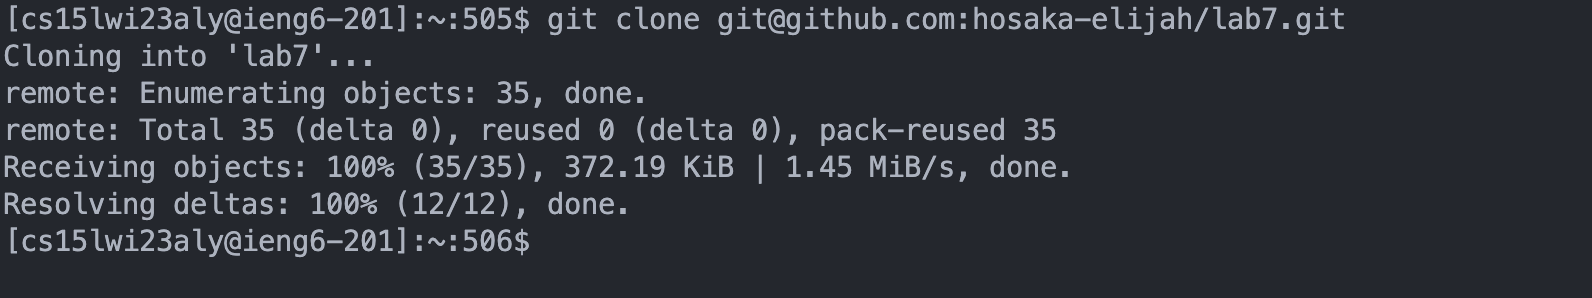 [cs15lwi23aly@ieng6-201]:~:505$ git clone git@github.com:hosaka-elijah/lab7.git
Cloning into 'lab7'...
remote: Enumerating objects: 35, done.
remote: Total 35 (delta 0), reused 0 (delta 0), pack-reused 35
Receiving objects: 100% (35/35), 372.19 KiB | 1.45 MiB/s, done.
Resolving deltas: 100% (12/12), done.
[cs15lwi23aly@ieng6-201]:~:506$